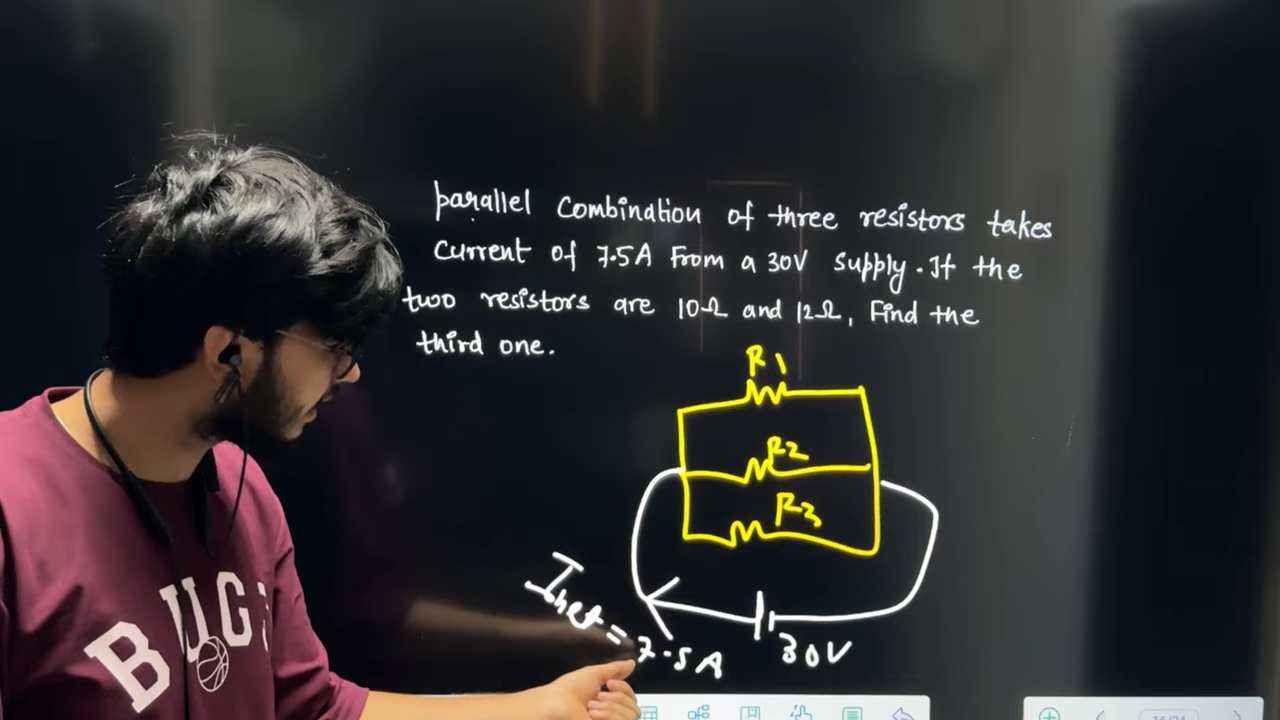 parallel combination of three resistors takes
current of 7.5A From a 30V supply. If the
two resistors are 10Ω and 12Ω, Find the
third one.
R1
R2
R3
Inet = 7.5A
30V